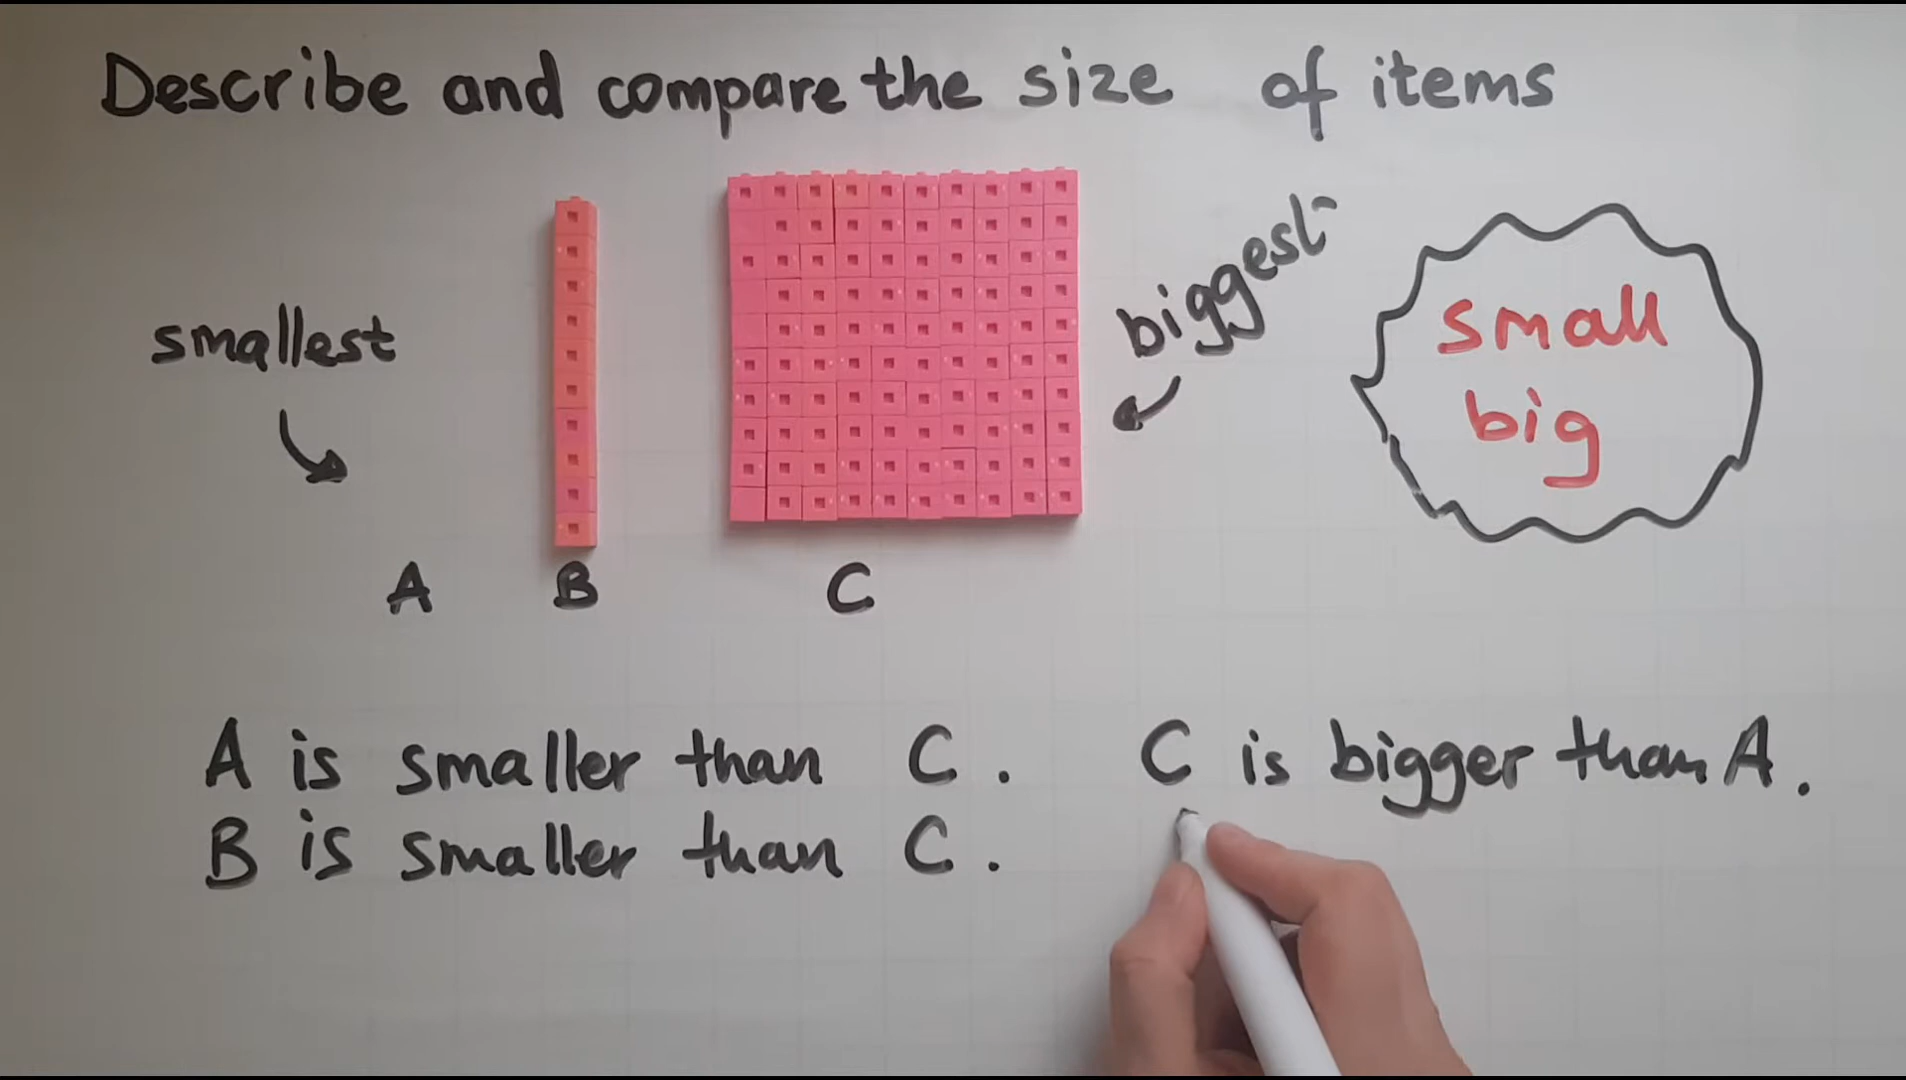 Describe and compare the size of items
smallest
biggest
small
big
A B C
A is smaller than C. C is bigger than A.
B is smaller than C.